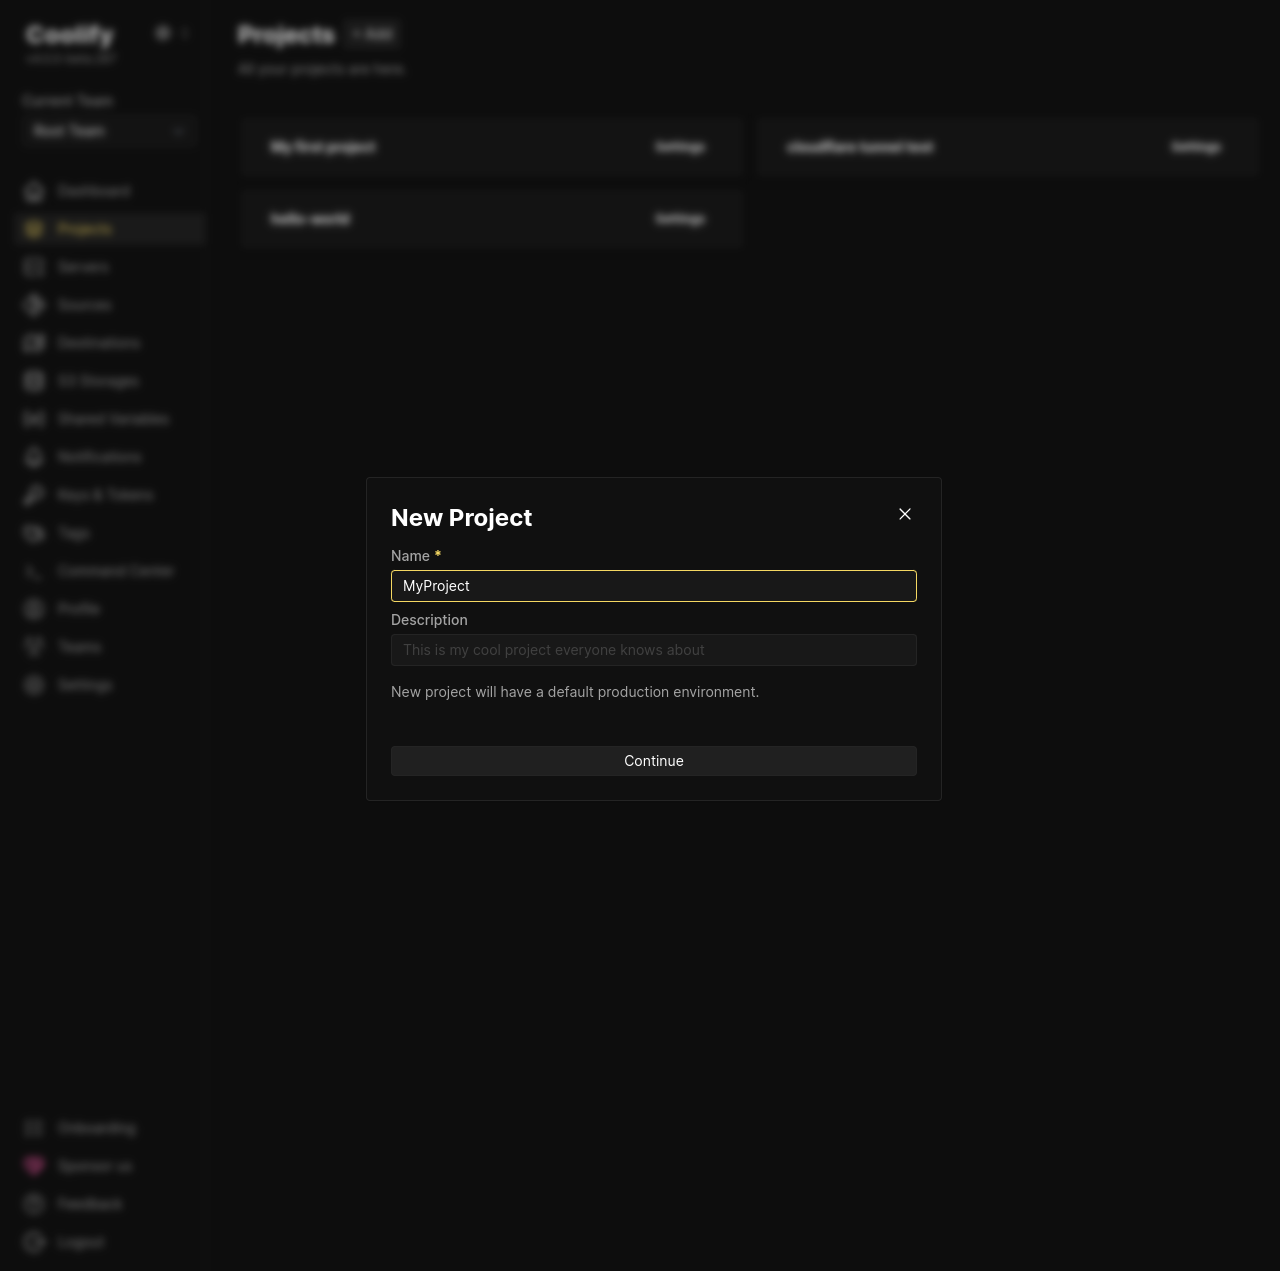 Coolify
Current Team
Root Team
Dashboard
Projects
Servers
Sources
Destinations
S3 Storages
Shared Variables
Notifications
Keys & Tokens
Tags
Command Center
Profile
Teams
Settings
Onboarding
Sponsor us
Feedback
Logout
Projects + Add
All your projects are here.
My first project Settings
cloudflare tunnel test Settings
hello-world Settings
New Project
Name *
MyProject
Description
This is my cool project everyone knows about
New project will have a default production environment.
Continue